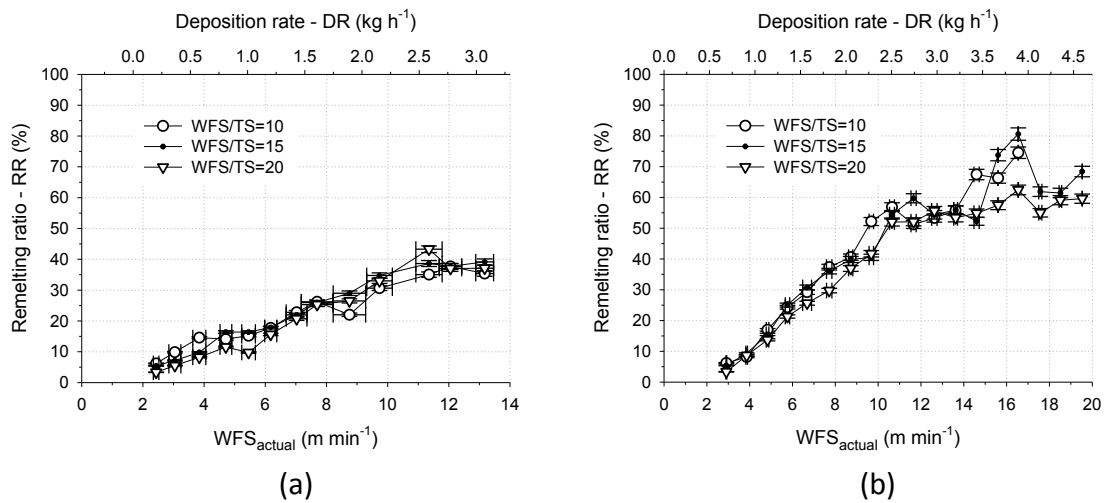 Deposition rate - DR (kg h⁻¹)
0.0 0.5 1.0 1.5 2.0 2.5 3.0
100
90
80
70
60
50
40
30
20
10
0
Remelting ratio - RR (%)
WFS/TS=10
WFS/TS=15
WFS/TS=20
0 2 4 6 8 10 12 14
WFSactual (m min⁻¹)
(a)
Deposition rate - DR (kg h⁻¹)
0.0 0.5 1.0 1.5 2.0 2.5 3.0 3.5 4.0 4.5
100
90
80
70
60
50
40
30
20
10
0
Remelting ratio - RR (%)
WFS/TS=10
WFS/TS=15
WFS/TS=20
0 2 4 6 8 10 12 14 16 18 20
WFSactual (m min⁻¹)
(b)